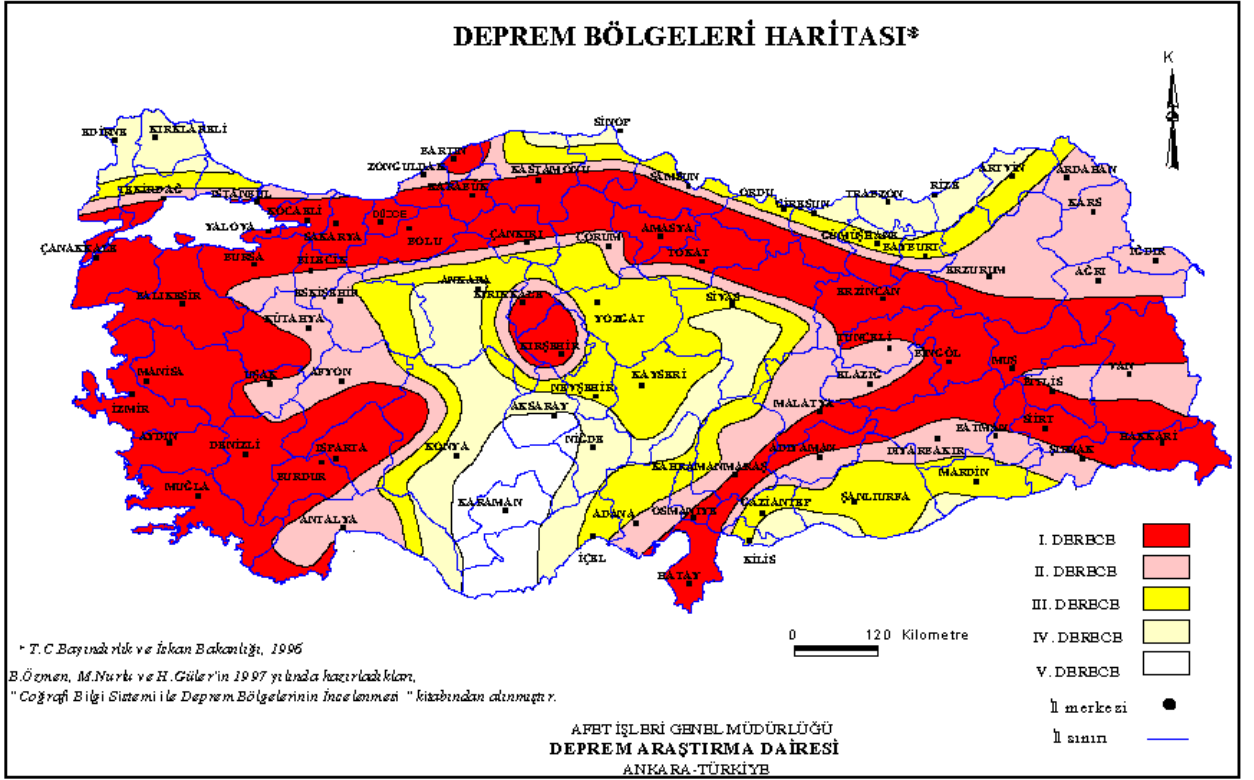 DEPREM BÖLGELERİ HARİTASI*
K
SİNOP
EDİRNE
KIRKLARELİ
BARTIN
ZONGULDAK
KASTAMONU
KARABÜK
SAMSUN
ORDU
GİRESUN
TRABZON
RİZE
ARTVİN
ARDAHAN
KARS
TEKİRDAĞ
İSTANBUL
KOCAELİ
DÜZCE
YALOVA
SAKARYA
BOLU
ÇANKIRI
ÇORUM
AMASYA
TOKAT
GÜMÜŞHANE
BAYBURT
ERZURUM
AĞRI
IĞDIR
ÇANAKKALE
BURSA
BİLECİK
ESKİŞEHİR
ANKARA
KIRIKKALE
YOZGAT
SİVAS
ERZİNCAN
BALIKESİR
KÜTAHYA
KIRŞEHİR
TUNCELİ
BİNGÖL
MUŞ
BİTLİS
VAN
MANİSA
UŞAK
AFYON
NEVŞEHİR
KAYSERİ
ELAZIĞ
MALATYA
İZMİR
AKSARAY
AYDIN
DENİZLİ
ISPARTA
KONYA
NİĞDE
BATMAN
SİİRT
HAKKARİ
ŞIRNAK
DİYARBAKIR
ADIYAMAN
KAHRAMANMARAŞ
MARDİN
MUĞLA
BURDUR
KARAMAN
ADANA
OSMANİYE
GAZİANTEP
ŞANLIURFA
ANTALYA
İÇEL
KİLİS
HATAY
I. DERECE
II. DERECE
III. DERECE
IV. DERECE
V. DERECE
İl merkezi
İl sınırı
0 120 Kilometre
* T.C.Bayındırlık ve İskan Bakanlığı, 1996
B.Özmen, M.Nurlu ve H.Güler'in 1997 yılında hazırladıkları,
" Coğrafi Bilgi Sistemi ile Deprem Bölgelerinin İncelenmesi " kitabından alınmıştır.
AFET İŞLERİ GENEL MÜDÜRLÜĞÜ
DEPREM ARAŞTIRMA DAİRESİ
ANKARA-TÜRKİYE